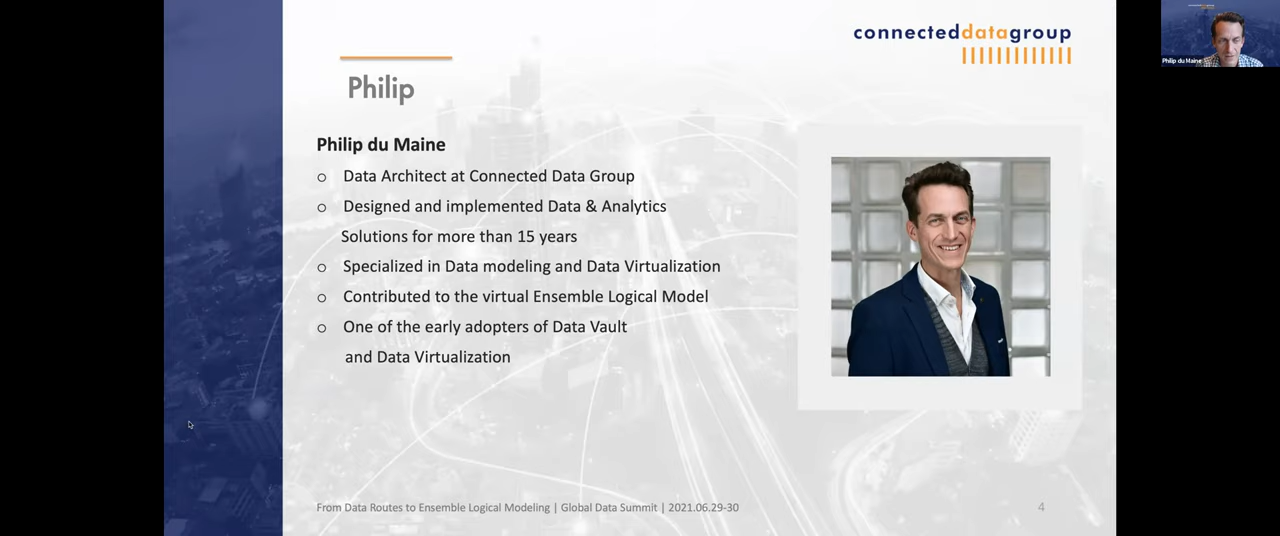 connecteddatagroup
Philip
Philip du Maine
Philip du Maine
o Data Architect at Connected Data Group
o Designed and implemented Data & Analytics
Solutions for more than 15 years
o Specialized in Data modeling and Data Virtualization
o Contributed to the virtual Ensemble Logical Model
o One of the early adopters of Data Vault
and Data Virtualization
From Data Routes to Ensemble Logical Modeling | Global Data Summit | 2021.06.29-30
4